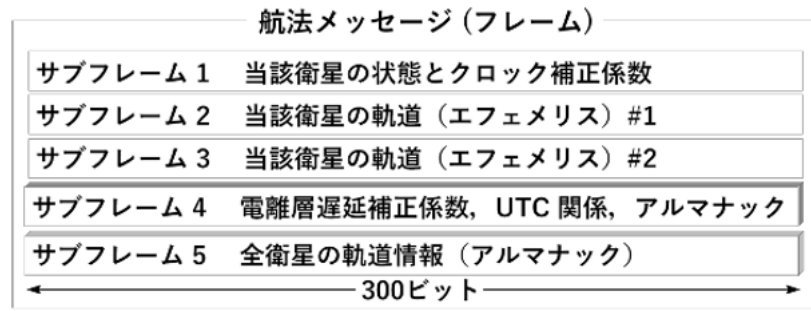 航法メッセージ (フレーム)
サブフレーム 1 当該衛星の状態とクロック補正係数
サブフレーム 2 当該衛星の軌道（エフェメリス）#1
サブフレーム 3 当該衛星の軌道（エフェメリス）#2
サブフレーム 4 電離層遅延補正係数, UTC 関係, アルマナック
サブフレーム 5 全衛星の軌道情報（アルマナック）
300ビット